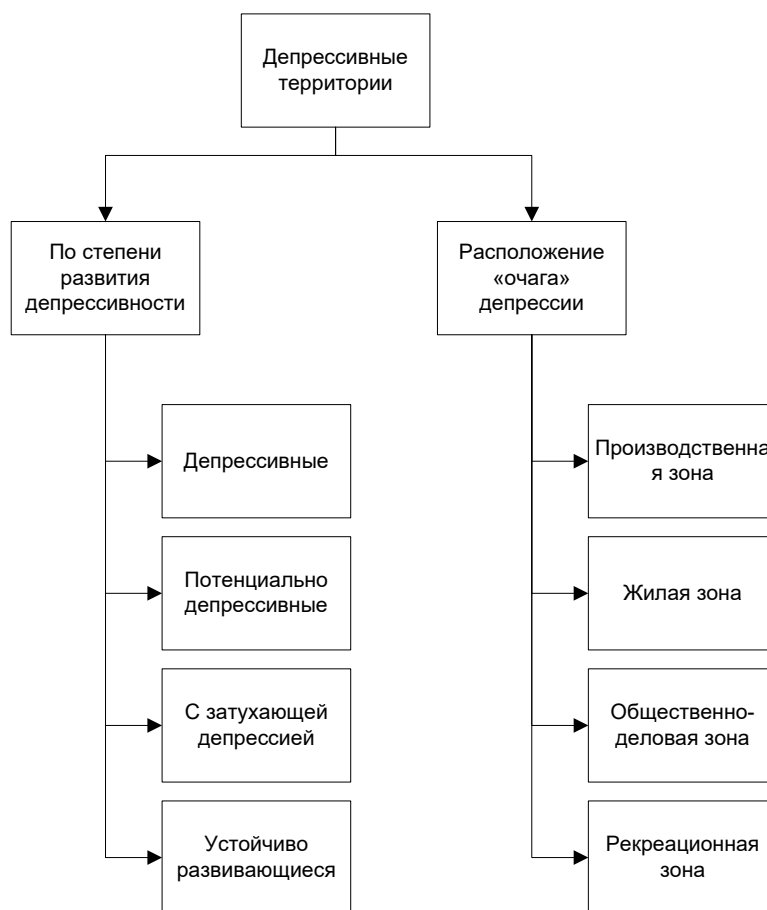 Депрессивные
территории
По степени
развития
депрессивности
Расположение
«очага»
депрессии
Депрессивные
Потенциально
депрессивные
С затухающей
депрессией
Устойчиво
развивающиеся
Производственна
я зона
Жилая зона
Общественно-
деловая зона
Рекреационная
зона